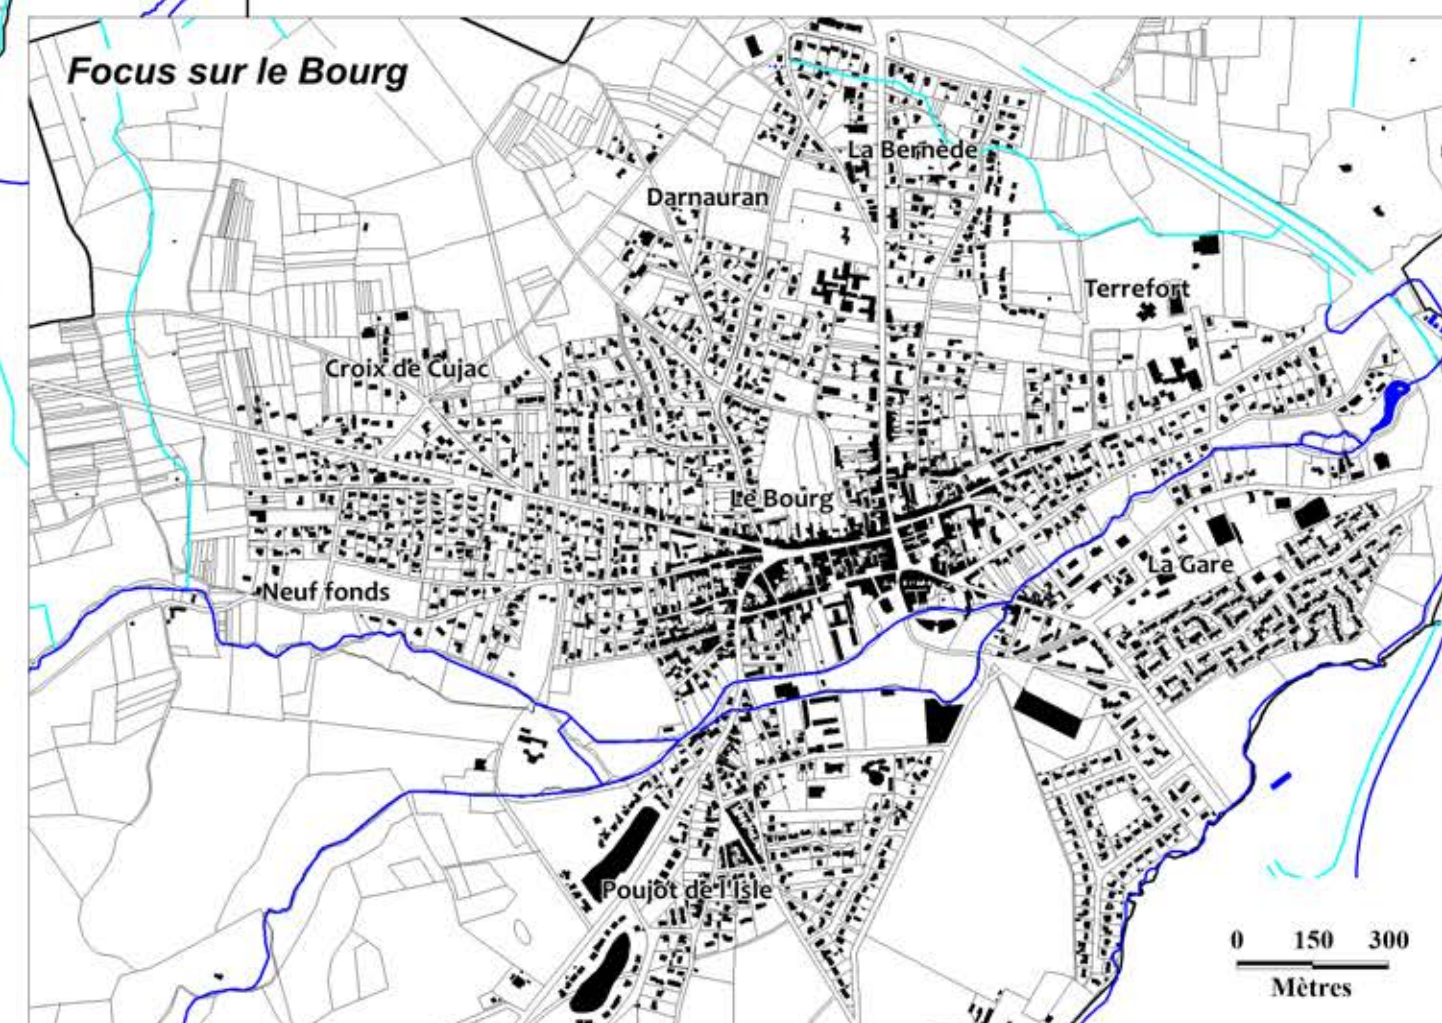 Focus sur le Bourg
La Bernède
Darnauran
Terrefort
Croix de Cujac
Le Bourg
La Gare
Neuf fonds
Poujot de l'Isle
0 150 300
Mètres